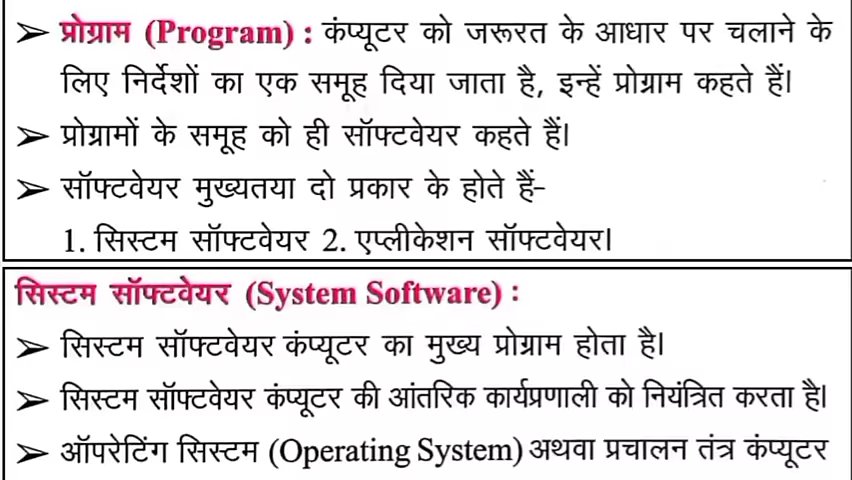 ➢ प्रोग्राम (Program) : कंप्यूटर को जरूरत के आधार पर चलाने के
लिए निर्देशों का एक समूह दिया जाता है, इन्हें प्रोग्राम कहते हैं।
➢ प्रोग्रामों के समूह को ही सॉफ्टवेयर कहते हैं।
➢ सॉफ्टवेयर मुख्यतया दो प्रकार के होते हैं-
1. सिस्टम सॉफ्टवेयर 2. एप्लीकेशन सॉफ्टवेयर।
सिस्टम सॉफ्टवेयर (System Software) :
➢ सिस्टम सॉफ्टवेयर कंप्यूटर का मुख्य प्रोग्राम होता है।
➢ सिस्टम सॉफ्टवेयर कंप्यूटर की आंतरिक कार्यप्रणाली को नियंत्रित करता है।
➢ ऑपरेटिंग सिस्टम (Operating System) अथवा प्रचालन तंत्र कंप्यूटर